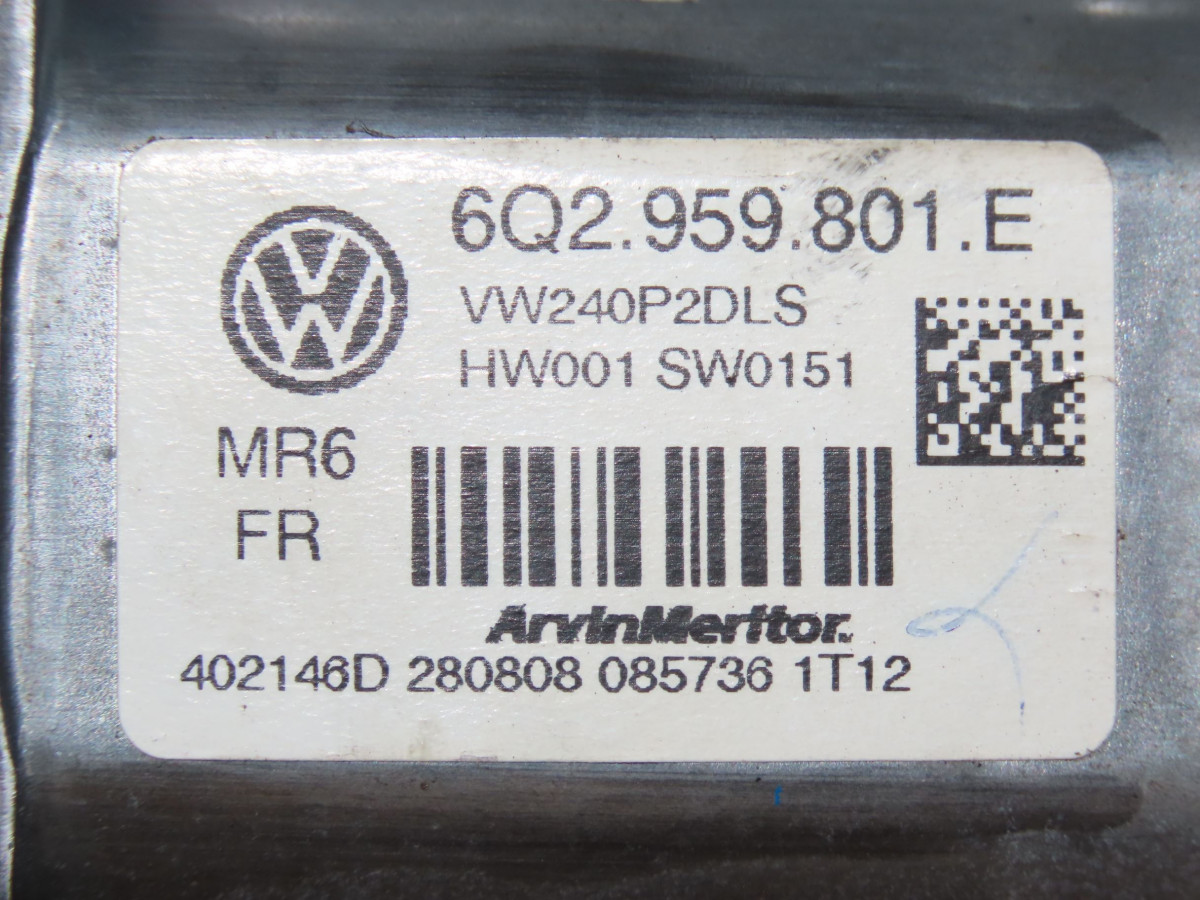 6Q2.959.801.E
VW240P2DLS
HW001 SW0151
MR6
FR
ArvinMeritor.
402146D 280808 085736 1T12